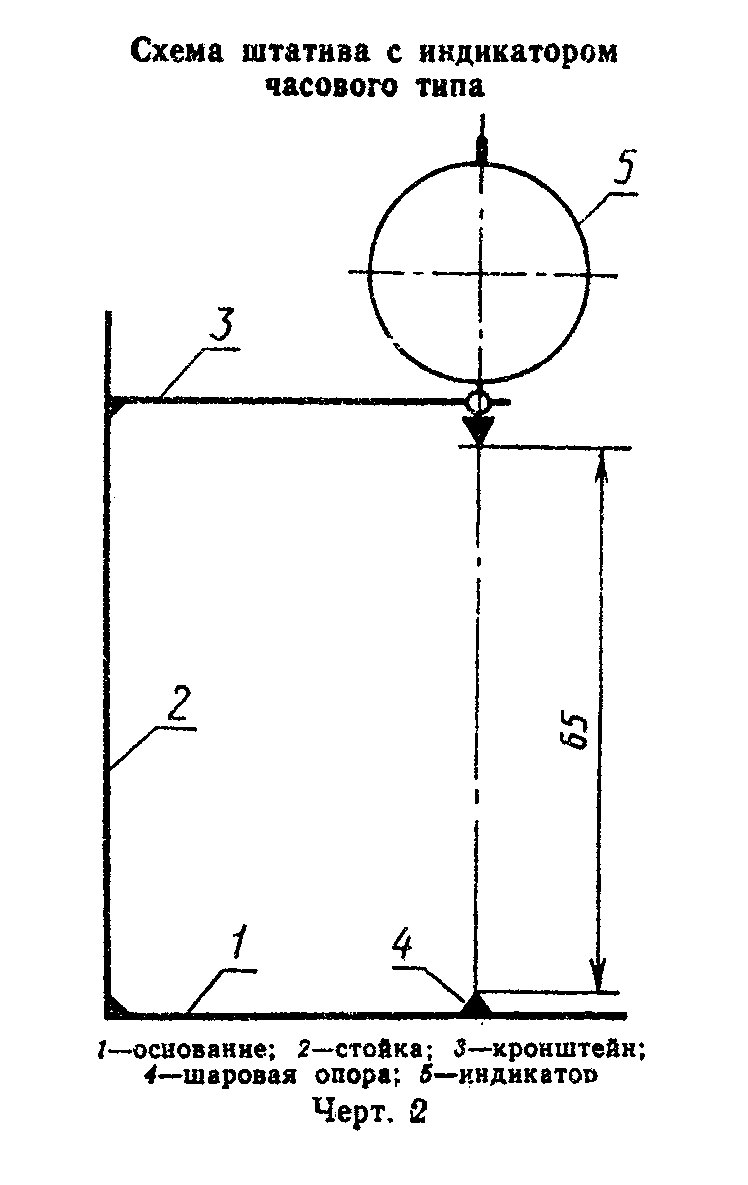 Схема штатива с индикатором
часового типа
5
3
2
65
1
4
1—основание; 2—стойка; 3—кронштейн;
4—шаровая опора; 5—индикатор
Черт. 2